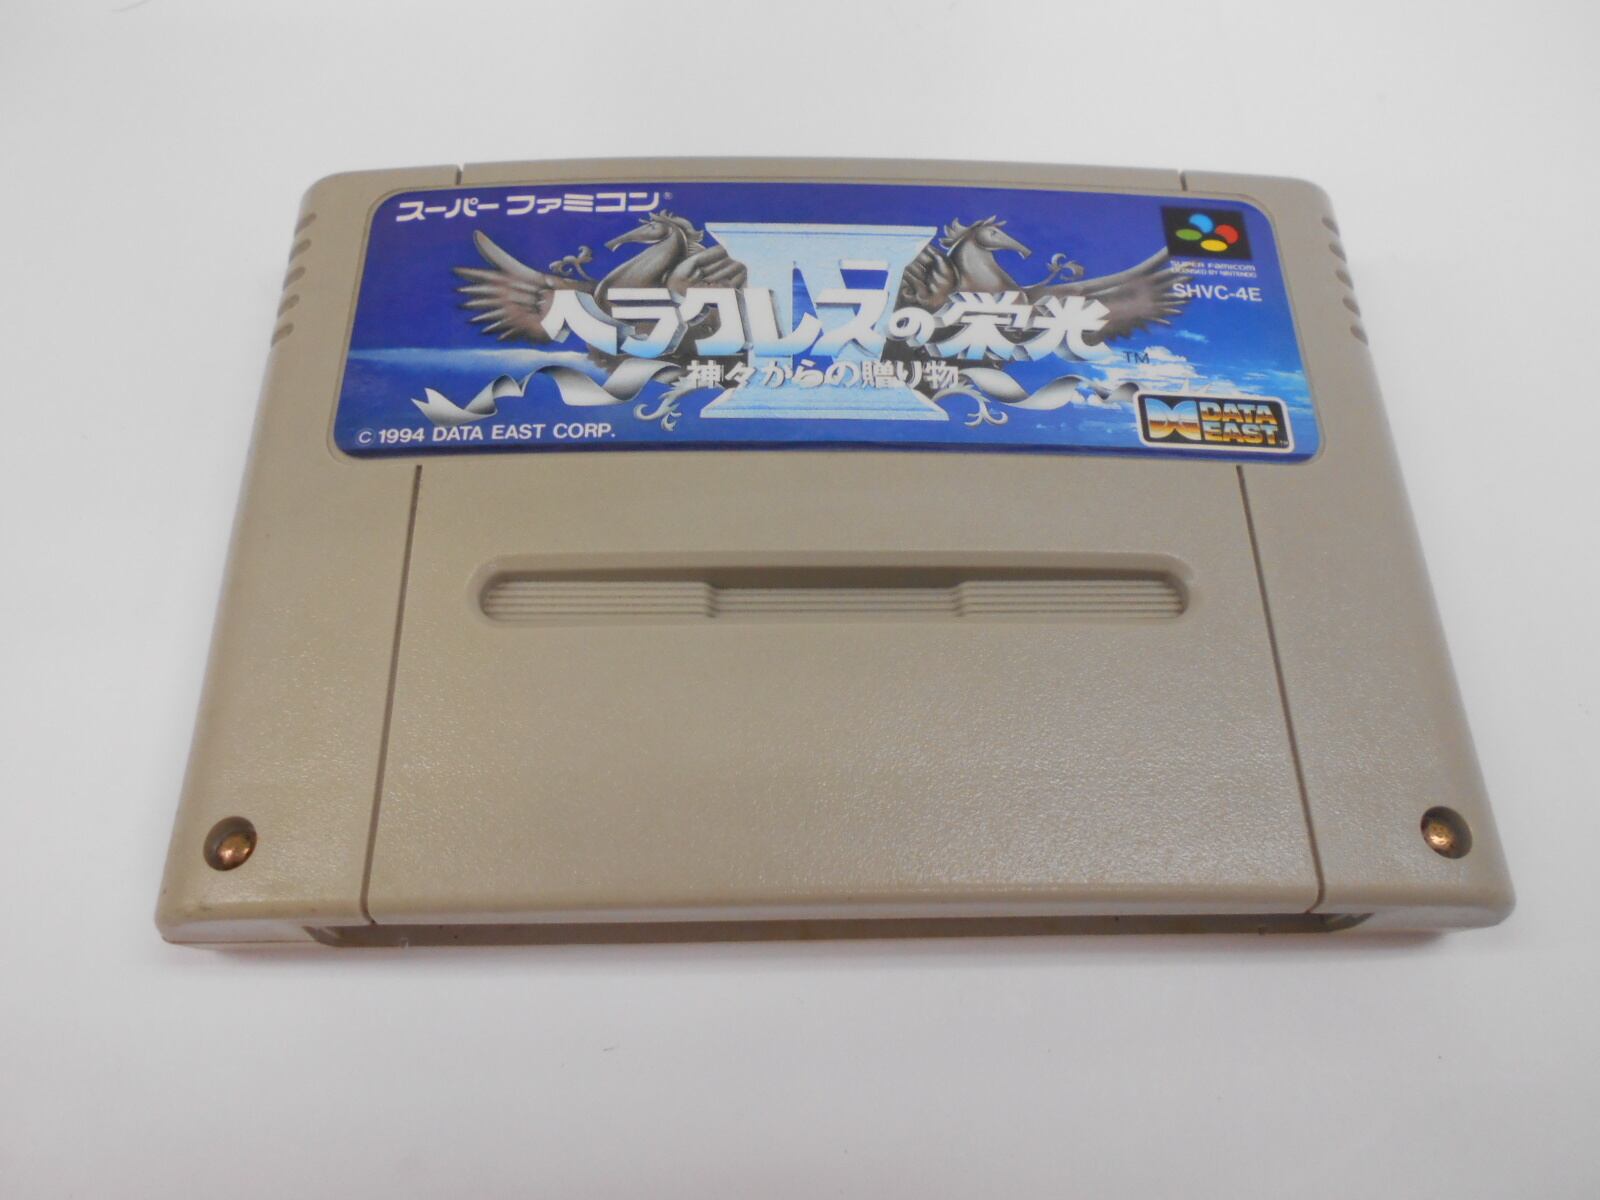 スーパーファミコン®
IV
ヘラクレスの栄光
TM
神々からの贈り物
SUPER FAMICOM
LICENSED BY NINTENDO
SHVC-4E
© 1994 DATA EAST CORP.
DATA
EAST
TM